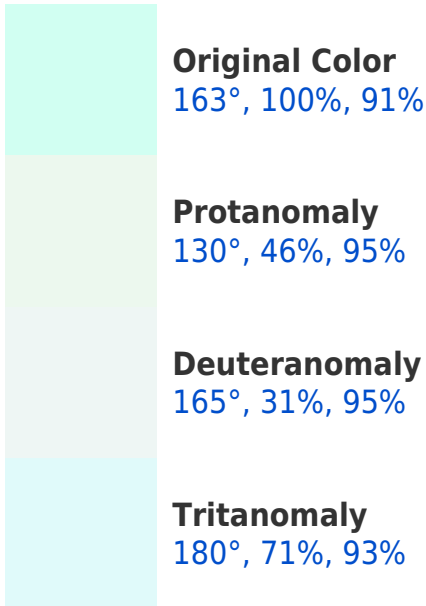 Original Color
163°, 100%, 91%
Protanomaly
130°, 46%, 95%
Deuteranomaly
165°, 31%, 95%
Tritanomaly
180°, 71%, 93%